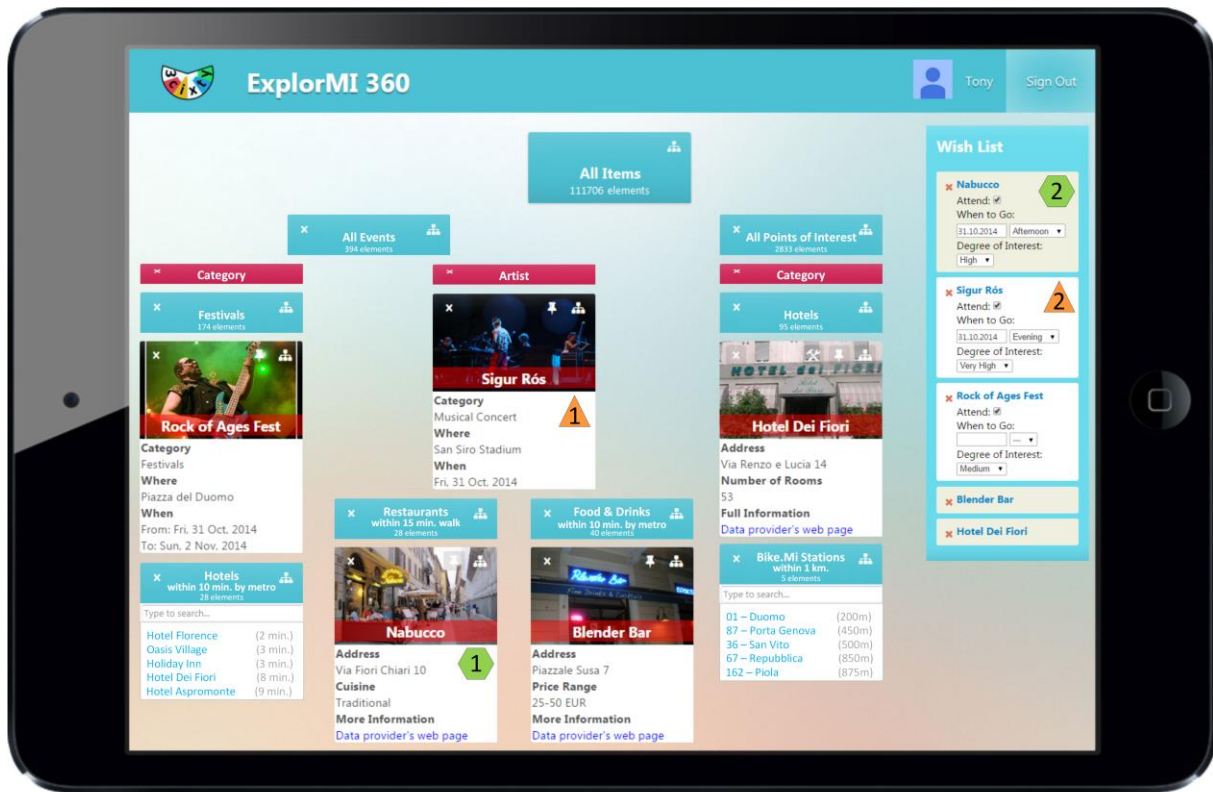 3cixty
ExplorMI 360
Tony
Sign Out
All Items
111706 elements
All Events
394 elements
All Points of Interest
2833 elements
Category
Artist
Category
Festivals
174 elements
Rock of Ages Fest
Category
Festivals
Where
Piazza del Duomo
When
From: Fri, 31 Oct. 2014
To: Sun, 2 Nov. 2014
Hotels
within 10 min. by metro
28 elements
Type to search...
Hotel Florence (2 min.)
Oasis Village (3 min.)
Holiday Inn (3 min.)
Hotel Dei Fiori (8 min.)
Hotel Aspromonte (9 min.)
Sigur Rós
Category
Musical Concert
1
Where
San Siro Stadium
When
Fri, 31 Oct. 2014
Restaurants
within 15 min. walk
28 elements
Nabucco
Address
Via Fiori Chiari 10
1
Cuisine
Traditional
More Information
Data provider's web page
Food & Drinks
within 10 min. by metro
40 elements
Blender Bar
Fine Drinks & Cocktails
Blender Bar
Address
Piazzale Susa 7
Price Range
25-50 EUR
More Information
Data provider's web page
Hotels
95 elements
HOTEL dei FIORI
Hotel
dei FIORI
Hotel Dei Fiori
Address
Via Renzo e Lucia 14
Number of Rooms
53
Full Information
Data provider's web page
Bike.Mi Stations
within 1 km.
5 elements
Type to search...
01 – Duomo (200m)
87 – Porta Genova (450m)
36 – San Vito (500m)
67 – Repubblica (850m)
162 – Piola (875m)
Wish List
Nabucco
2
Attend:
When to Go:
31.10.2014 Afternoon
Degree of Interest:
High
Sigur Rós
2
Attend:
When to Go:
31.10.2014 Evening
Degree of Interest:
Very High
Rock of Ages Fest
Attend:
When to Go:
---
Degree of Interest:
Medium
Blender Bar
Hotel Dei Fiori